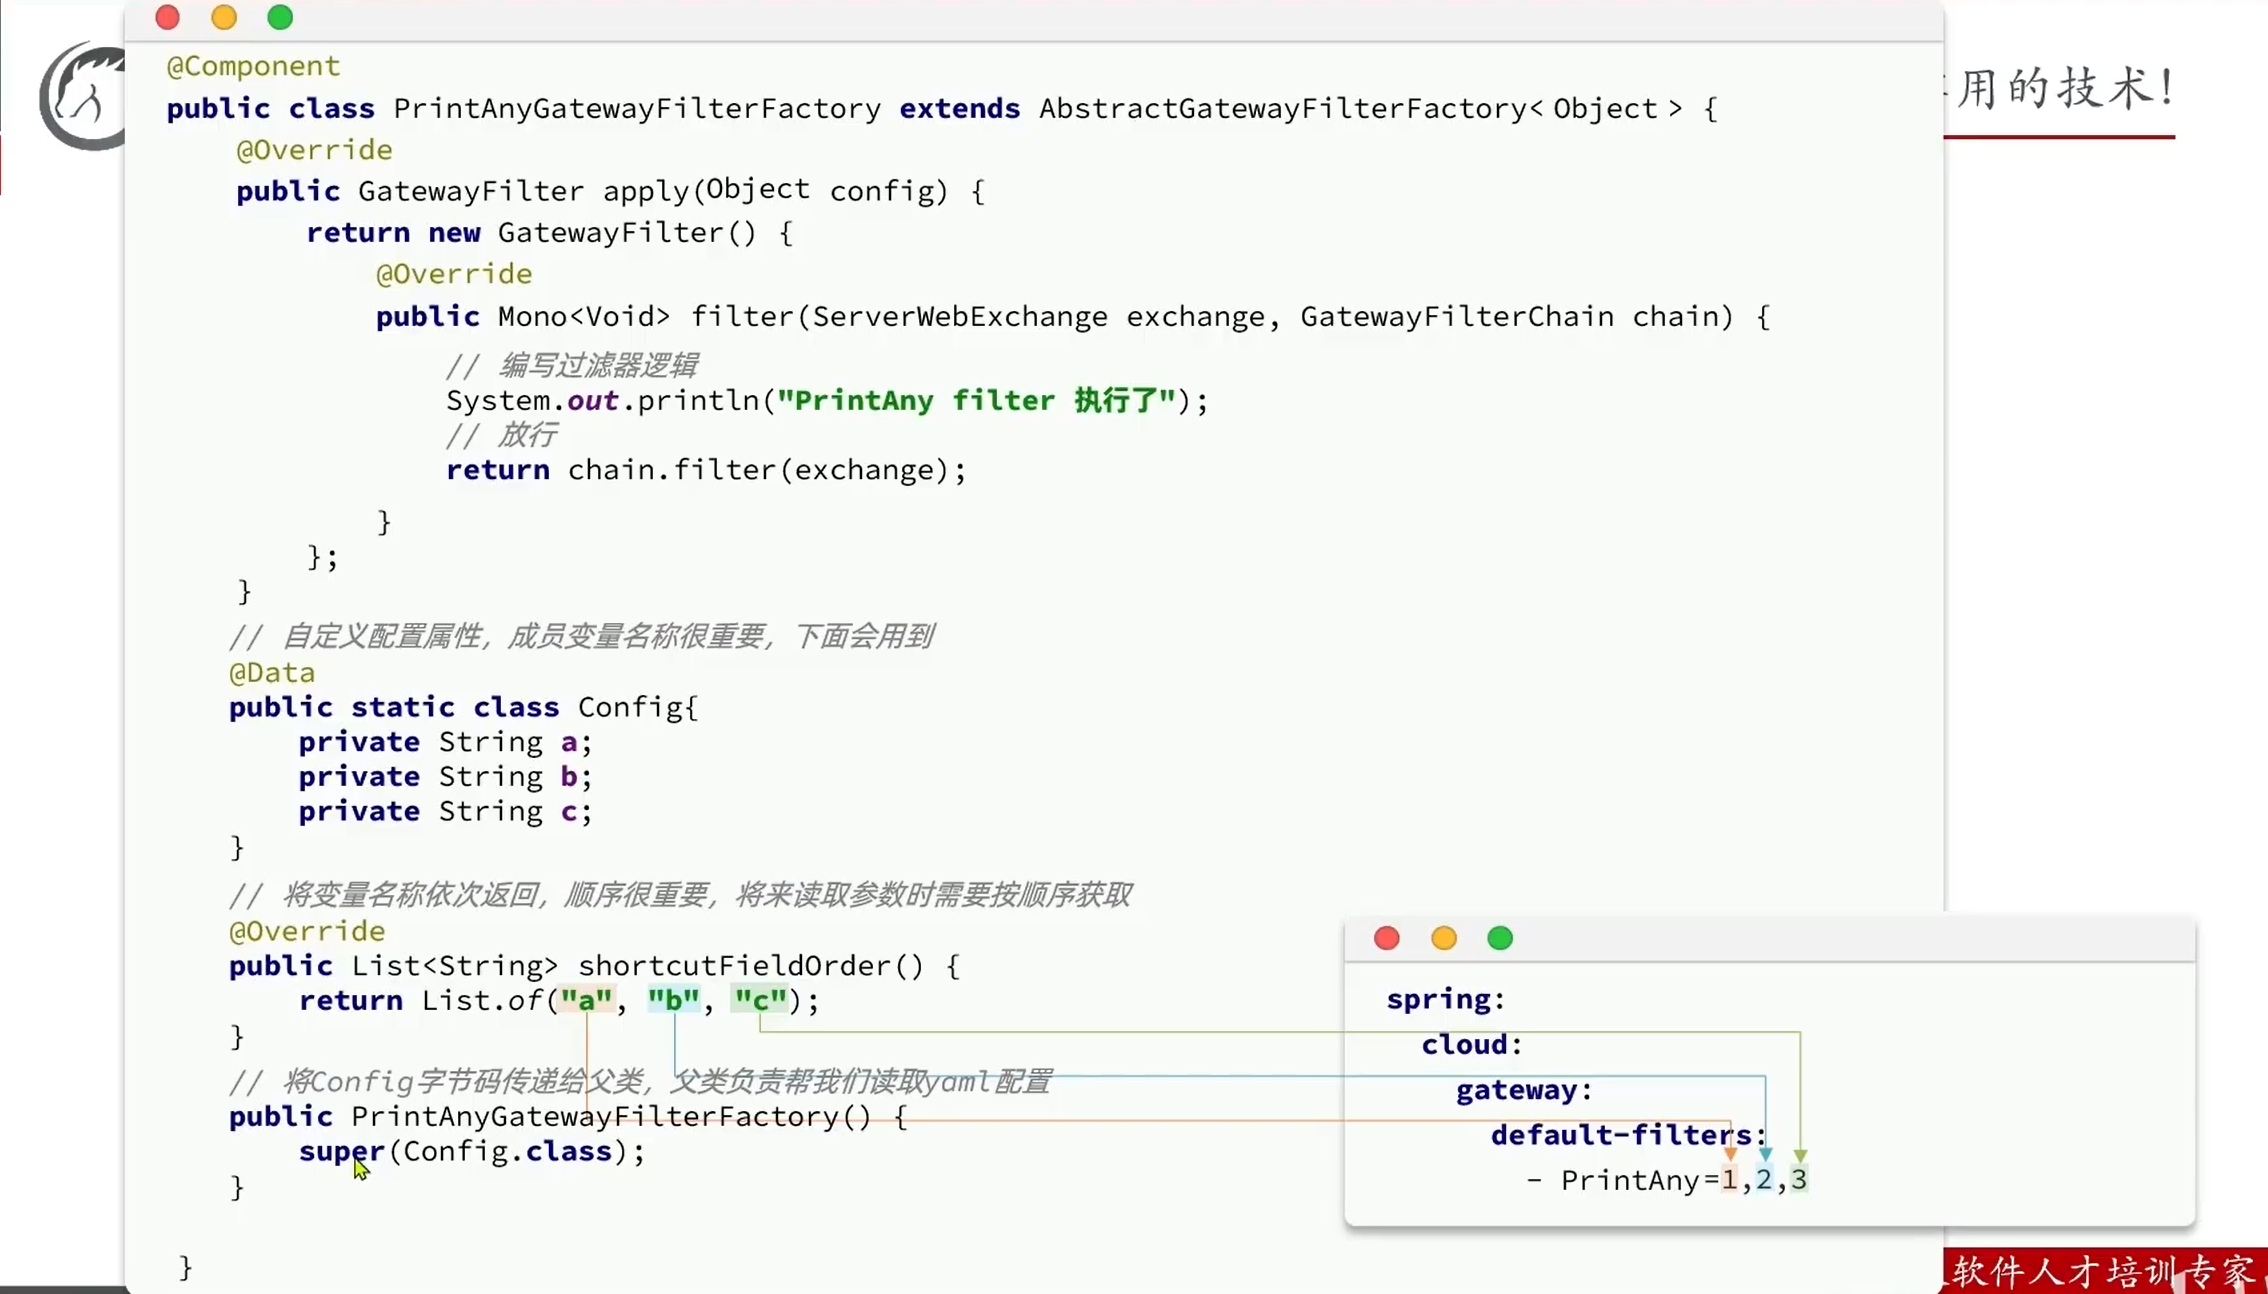 用的技术!
@Component
public class PrintAnyGatewayFilterFactory extends AbstractGatewayFilterFactory< Object > {
@Override
public GatewayFilter apply(Object config) {
return new GatewayFilter() {
@Override
public Mono<Void> filter(ServerWebExchange exchange, GatewayFilterChain chain) {
// 编写过滤器逻辑
System.out.println("PrintAny filter 执行了");
// 放行
return chain.filter(exchange);
}
};
}
// 自定义配置属性，成员变量名称很重要，下面会用到
@Data
public static class Config{
private String a;
private String b;
private String c;
}
// 将变量名称依次返回，顺序很重要，将来读取参数时需要按顺序获取
@Override
public List<String> shortcutFieldOrder() {
return List.of("a", "b", "c");
}
// 将Config字节码传递给父类，父类负责帮我们读取yaml配置
public PrintAnyGatewayFilterFactory() {
super(Config.class);
}
}
spring:
cloud:
gateway:
default-filters:
- PrintAny=1,2,3
软件人才培训专家